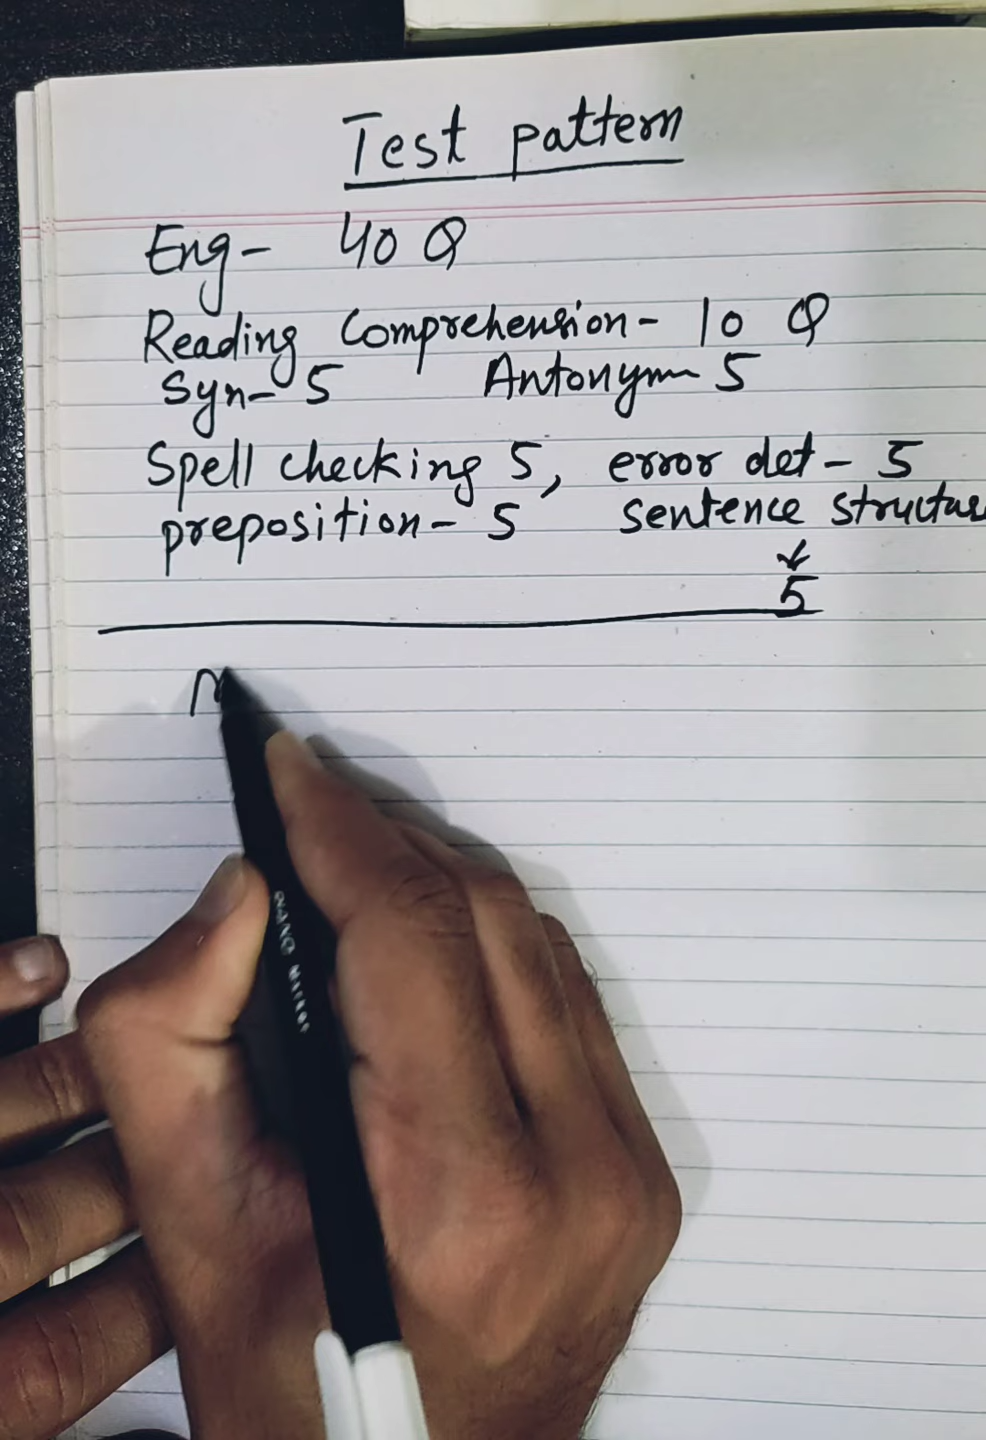 Test pattern
Eng- 40 Q
Reading Comprehension- 10 Q
Syn- 5 Antonym- 5
Spell checking 5, error det- 5
preposition- 5 sentence
5